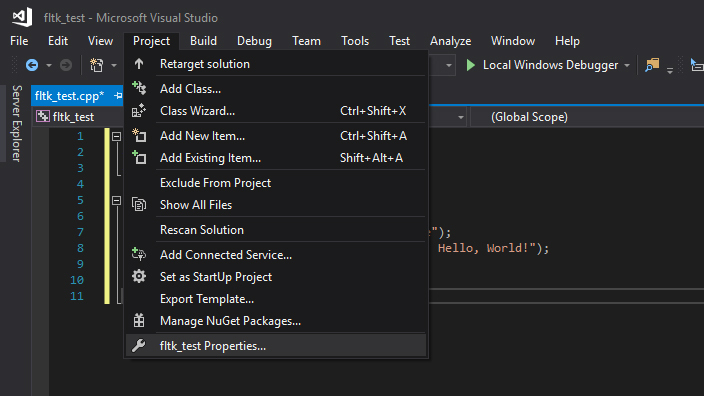 fltk_test - Microsoft Visual Studio
File Edit View Project Build Debug Team Tools Test Analyze Window Help
Local Windows Debugger
Server Explorer
fltk_test.cpp*
fltk_test
(Global Scope)
Retarget solution
Add Class...
Class Wizard... Ctrl+Shift+X
Add New Item... Ctrl+Shift+A
Add Existing Item... Shift+Alt+A
Exclude From Project
Show All Files
Rescan Solution
Add Connected Service...
Set as StartUp Project
Export Template...
Manage NuGet Packages...
fltk_test Properties...
1
2
3
4
5
6
7 ");
8 Hello, World!");
9
10
11